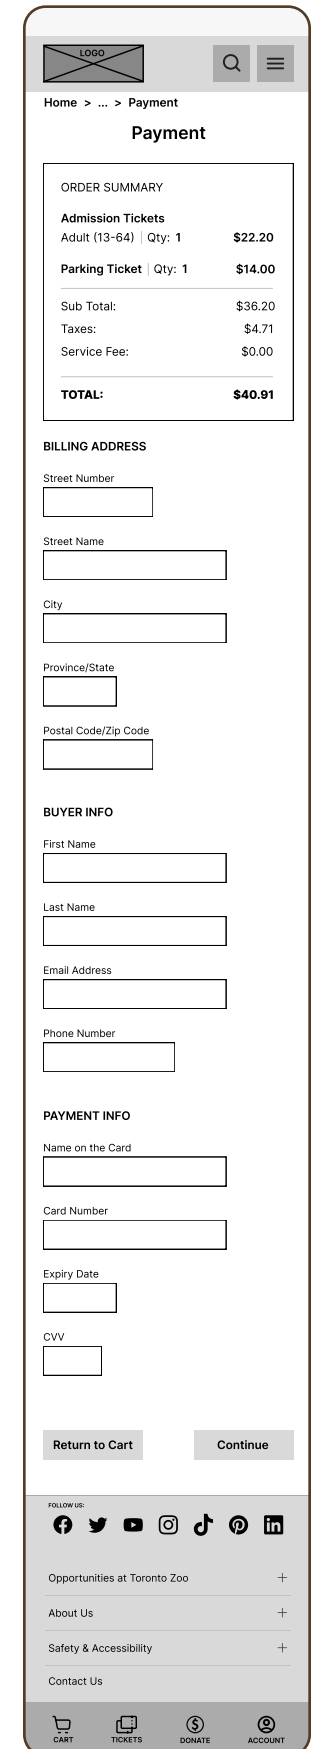 LOGO
Home > ... > Payment
Payment
ORDER SUMMARY
Admission Tickets
Adult (13-64) | Qty: 1 $22.20
Parking Ticket | Qty: 1 $14.00
Sub Total: $36.20
Taxes: $4.71
Service Fee: $0.00
TOTAL: $40.91
BILLING ADDRESS
Street Number
Street Name
City
Province/State
Postal Code/Zip Code
BUYER INFO
First Name
Last Name
Email Address
Phone Number
PAYMENT INFO
Name on the Card
Card Number
Expiry Date
CVV
Return to Cart Continue
FOLLOW US:
Opportunities at Toronto Zoo
About Us
Safety & Accessibility
Contact Us
CART TICKETS DONATE ACCOUNT